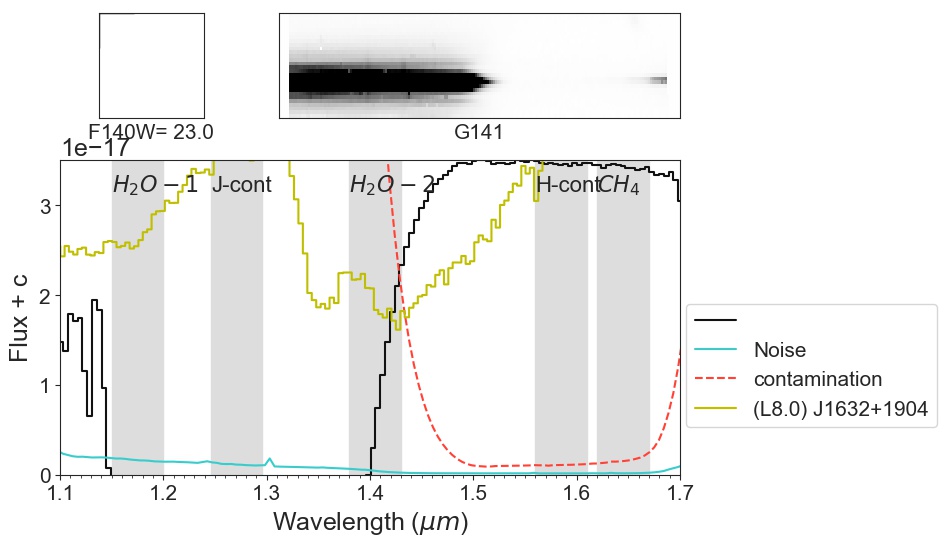 F140W= 23.0
G141
1e−17
H₂O − 1
J-cont
H₂O − 2
H-cont
CH₄
3
2
1
0
Flux + c
1.1
1.2
1.3
1.4
1.5
1.6
1.7
Wavelength (μm)
Noise
contamination
(L8.0) J1632+1904